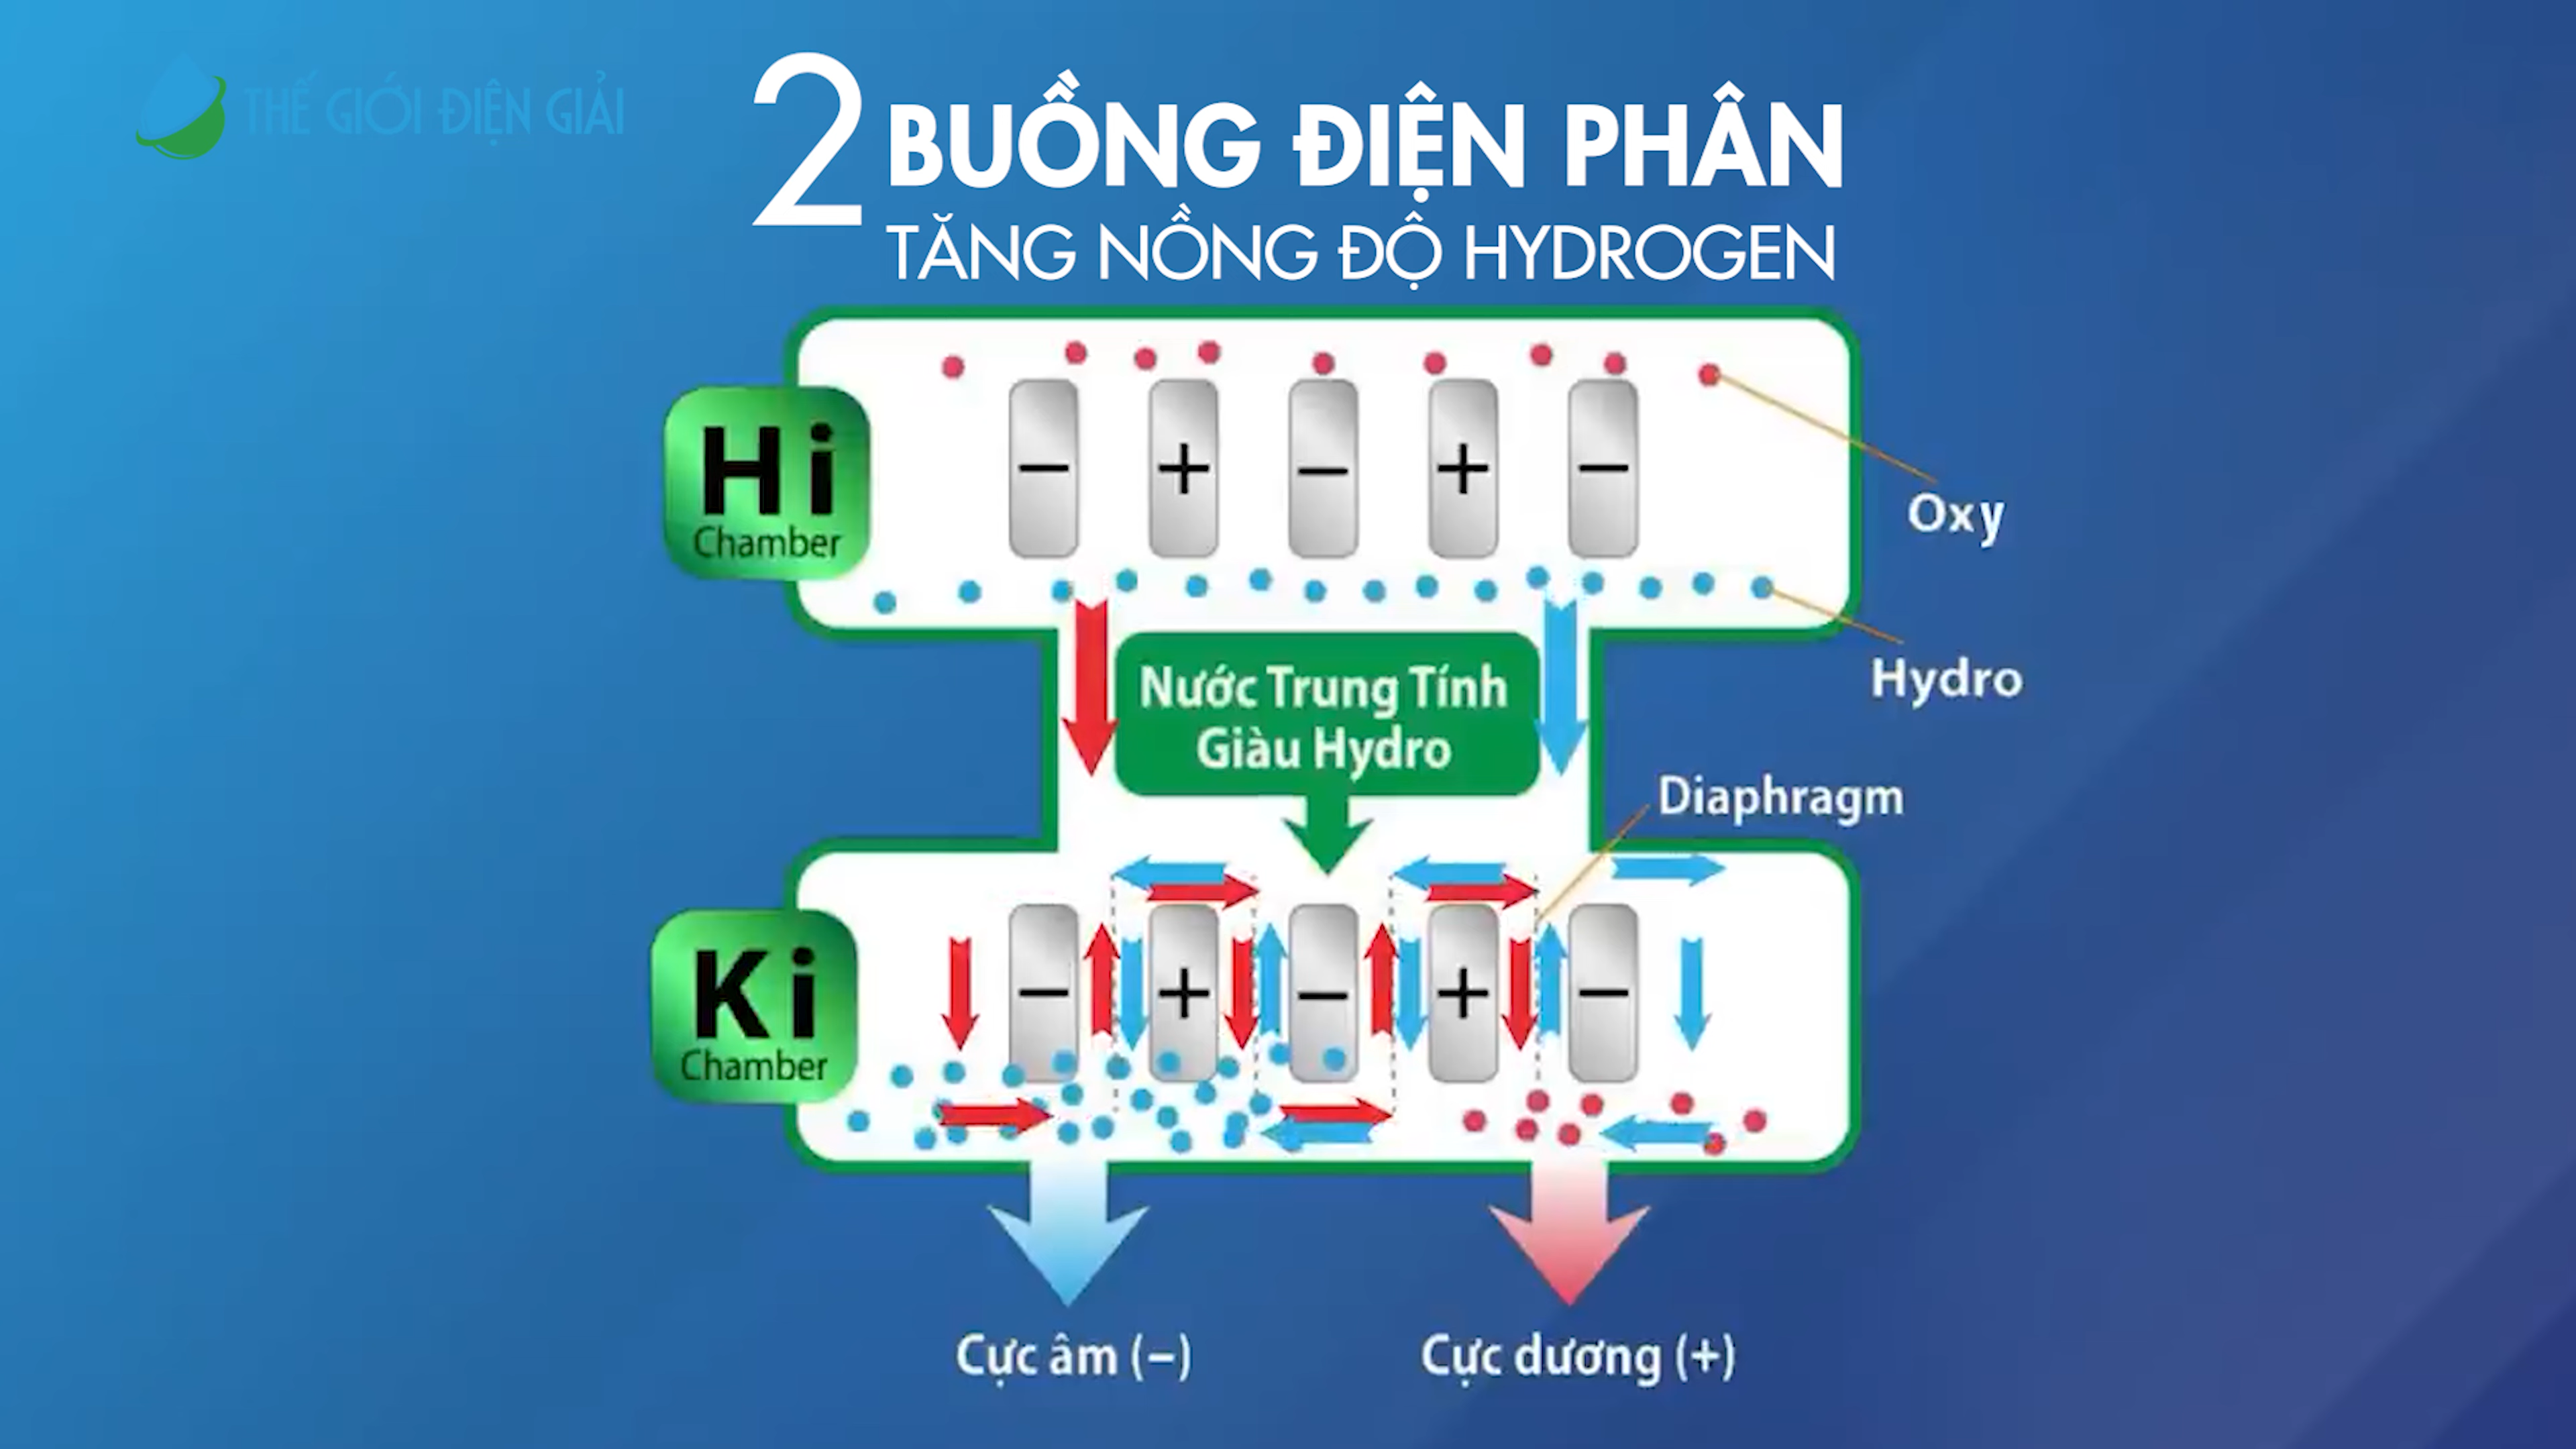 THẾ GIỚI ĐIỆN GIẢI
2 BUỒNG ĐIỆN PHÂN
TĂNG NỒNG ĐỘ HYDROGEN
Hi
Chamber
− + − + −
Oxy
Hydro
Nước Trung Tính
Giàu Hydro
Diaphragm
Ki
Chamber
− + − + −
Cực âm (−)
Cực dương (+)